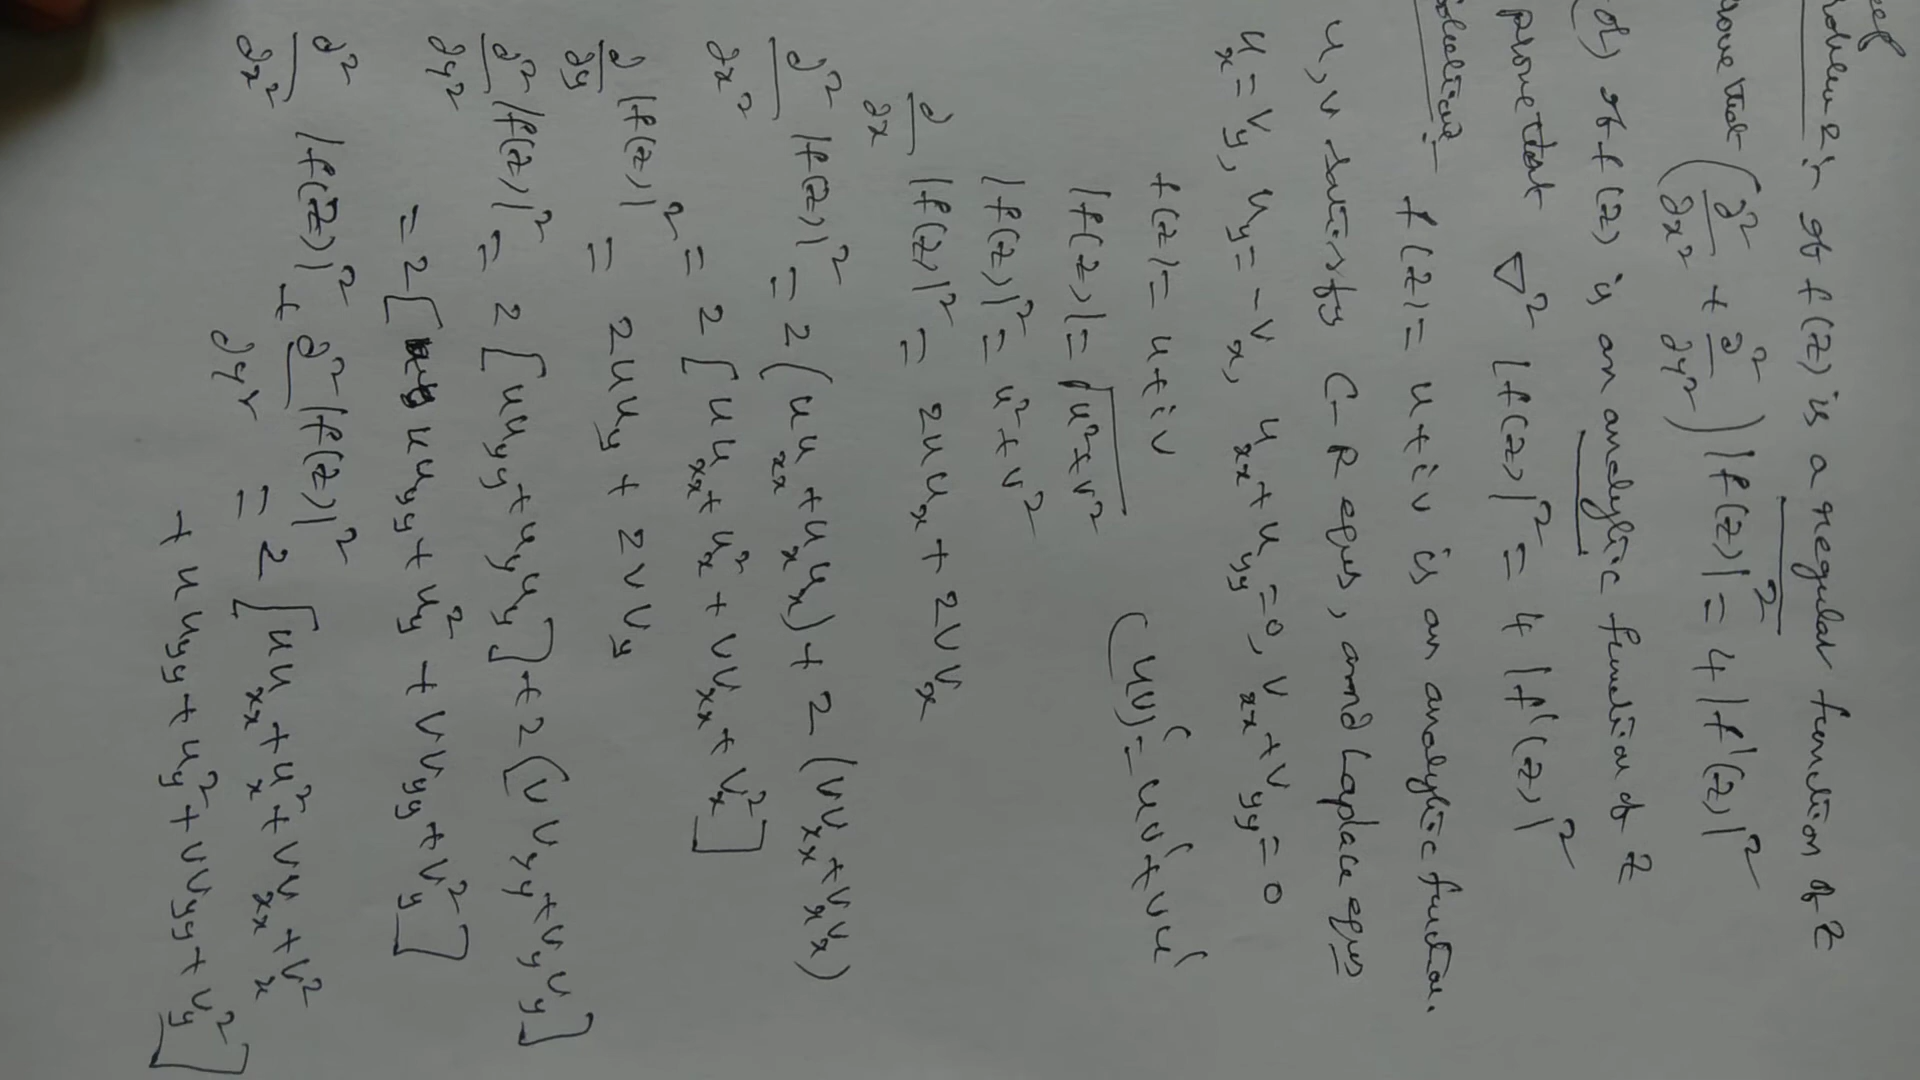 Problem 2:- If f(z) is a regular function of z
prove that (∂²/∂x² + ∂²/∂y²) |f(z)|² = 4 |f'(z)|²
(or) If f(z) is an analytic function of z
prove that ∇² |f(z)|² = 4 |f'(z)|²
Solution:- f(z) = u+iv is an analytic function.
u, v satisfy C-R eqns, and Laplace eqns
u_x = v_y, u_y = -v_x, u_xx + u_yy = 0, v_xx + v_yy = 0
f(z) = u+iv (uv)' = uv' + vu'
|f(z)| = √(u²+v²)
|f(z)|² = u²+v²
∂/∂x |f(z)|² = 2uu_x + 2vv_x
∂²/∂x² |f(z)|² = 2(uu_xx + u_x u_x) + 2(vv_xx + v_x v_x)
= 2[uu_xx + u_x² + vv_xx + v_x²]
∂/∂y |f(z)|² = 2uu_y + 2vv_y
∂²/∂y² |f(z)|² = 2[uu_yy + u_y u_y] + 2(vv_yy + v_y v_y]
= 2[uu_yy + u_y² + vv_yy + v_y²]
∂²/∂x² |f(z)|² + ∂²/∂y² |f(z)|² = 2[uu_xx + u_x² + vv_xx + v_x²
+ uu_yy + u_y² + vv_yy + v_y²]